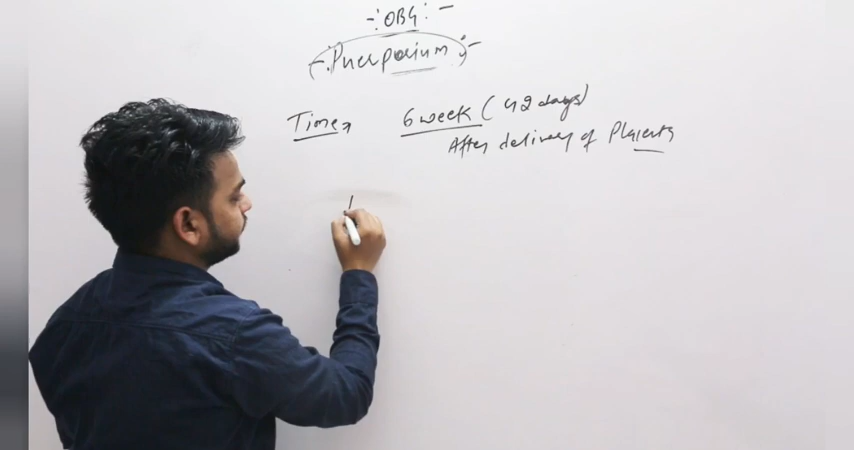 -: OBG :-
-: Puerperium :-
Time → 6 week (42 days)
After delivery of Placenta